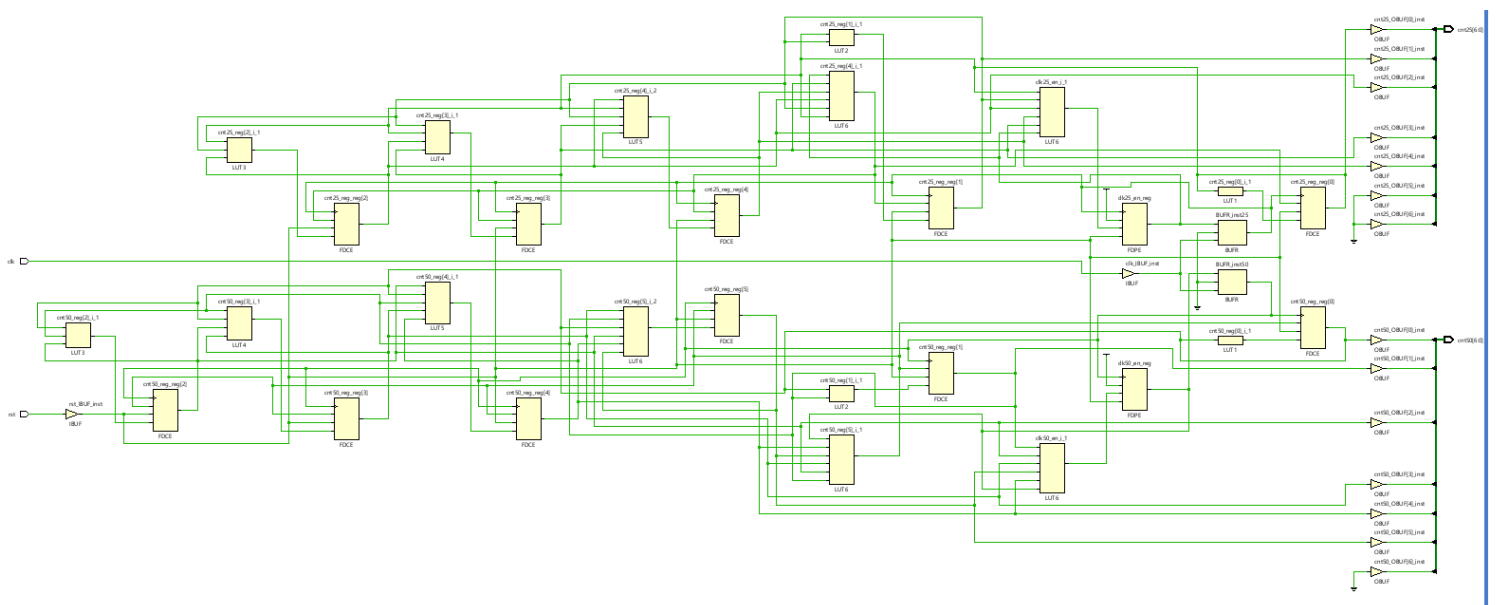 cnt25_OBUF[0]_inst
OBUF
cnt25[6:0]
cnt25_reg[1]_i_1
LUT2
cnt25_OBUF[1]_inst
OBUF
cnt25_reg[4]_i_1
LUT6
cnt25_OBUF[2]_inst
OBUF
clk25_en_i_1
LUT6
cnt25_reg[4]_i_2
LUT5
cnt25_reg[3]_i_1
LUT4
cnt25_reg[2]_i_1
LUT3
cnt25_OBUF[3]_inst
OBUF
cnt25_OBUF[4]_inst
OBUF
cnt25_reg_reg[2]
FDCE
cnt25_reg_reg[3]
FDCE
cnt25_reg_reg[4]
FDCE
cnt25_reg_reg[1]
FDCE
clk25_en_reg
FDPE
cnt25_reg[0]_i_1
LUT1
cnt25_reg_reg[0]
FDCE
cnt25_OBUF[5]_inst
OBUF
BUFR_inst25
BUFR
cnt25_OBUF[6]_inst
OBUF
clk
clk_IBUF_inst
IBUF
BUFR_inst50
BUFR
cnt50_reg[4]_i_1
LUT5
cnt50_reg_reg[5]
FDCE
cnt50_reg[3]_i_1
LUT4
cnt50_reg[5]_i_2
LUT6
cnt50_reg_reg[0]
FDCE
cnt50_reg[2]_i_1
LUT3
cnt50_reg[0]_i_1
LUT1
cnt50_OBUF[0]_inst
OBUF
cnt50[6:0]
cnt50_reg_reg[1]
FDCE
cnt50_OBUF[1]_inst
OBUF
clk50_en_reg
FDPE
cnt50_reg_reg[2]
FDCE
cnt50_reg_reg[3]
FDCE
cnt50_reg_reg[4]
FDCE
cnt50_reg[1]_i_1
LUT2
rst
rst_IBUF_inst
IBUF
cnt50_OBUF[2]_inst
OBUF
cnt50_reg[5]_i_1
LUT6
clk50_en_i_1
LUT6
cnt50_OBUF[3]_inst
OBUF
cnt50_OBUF[4]_inst
OBUF
cnt50_OBUF[5]_inst
OBUF
cnt50_OBUF[6]_inst
OBUF